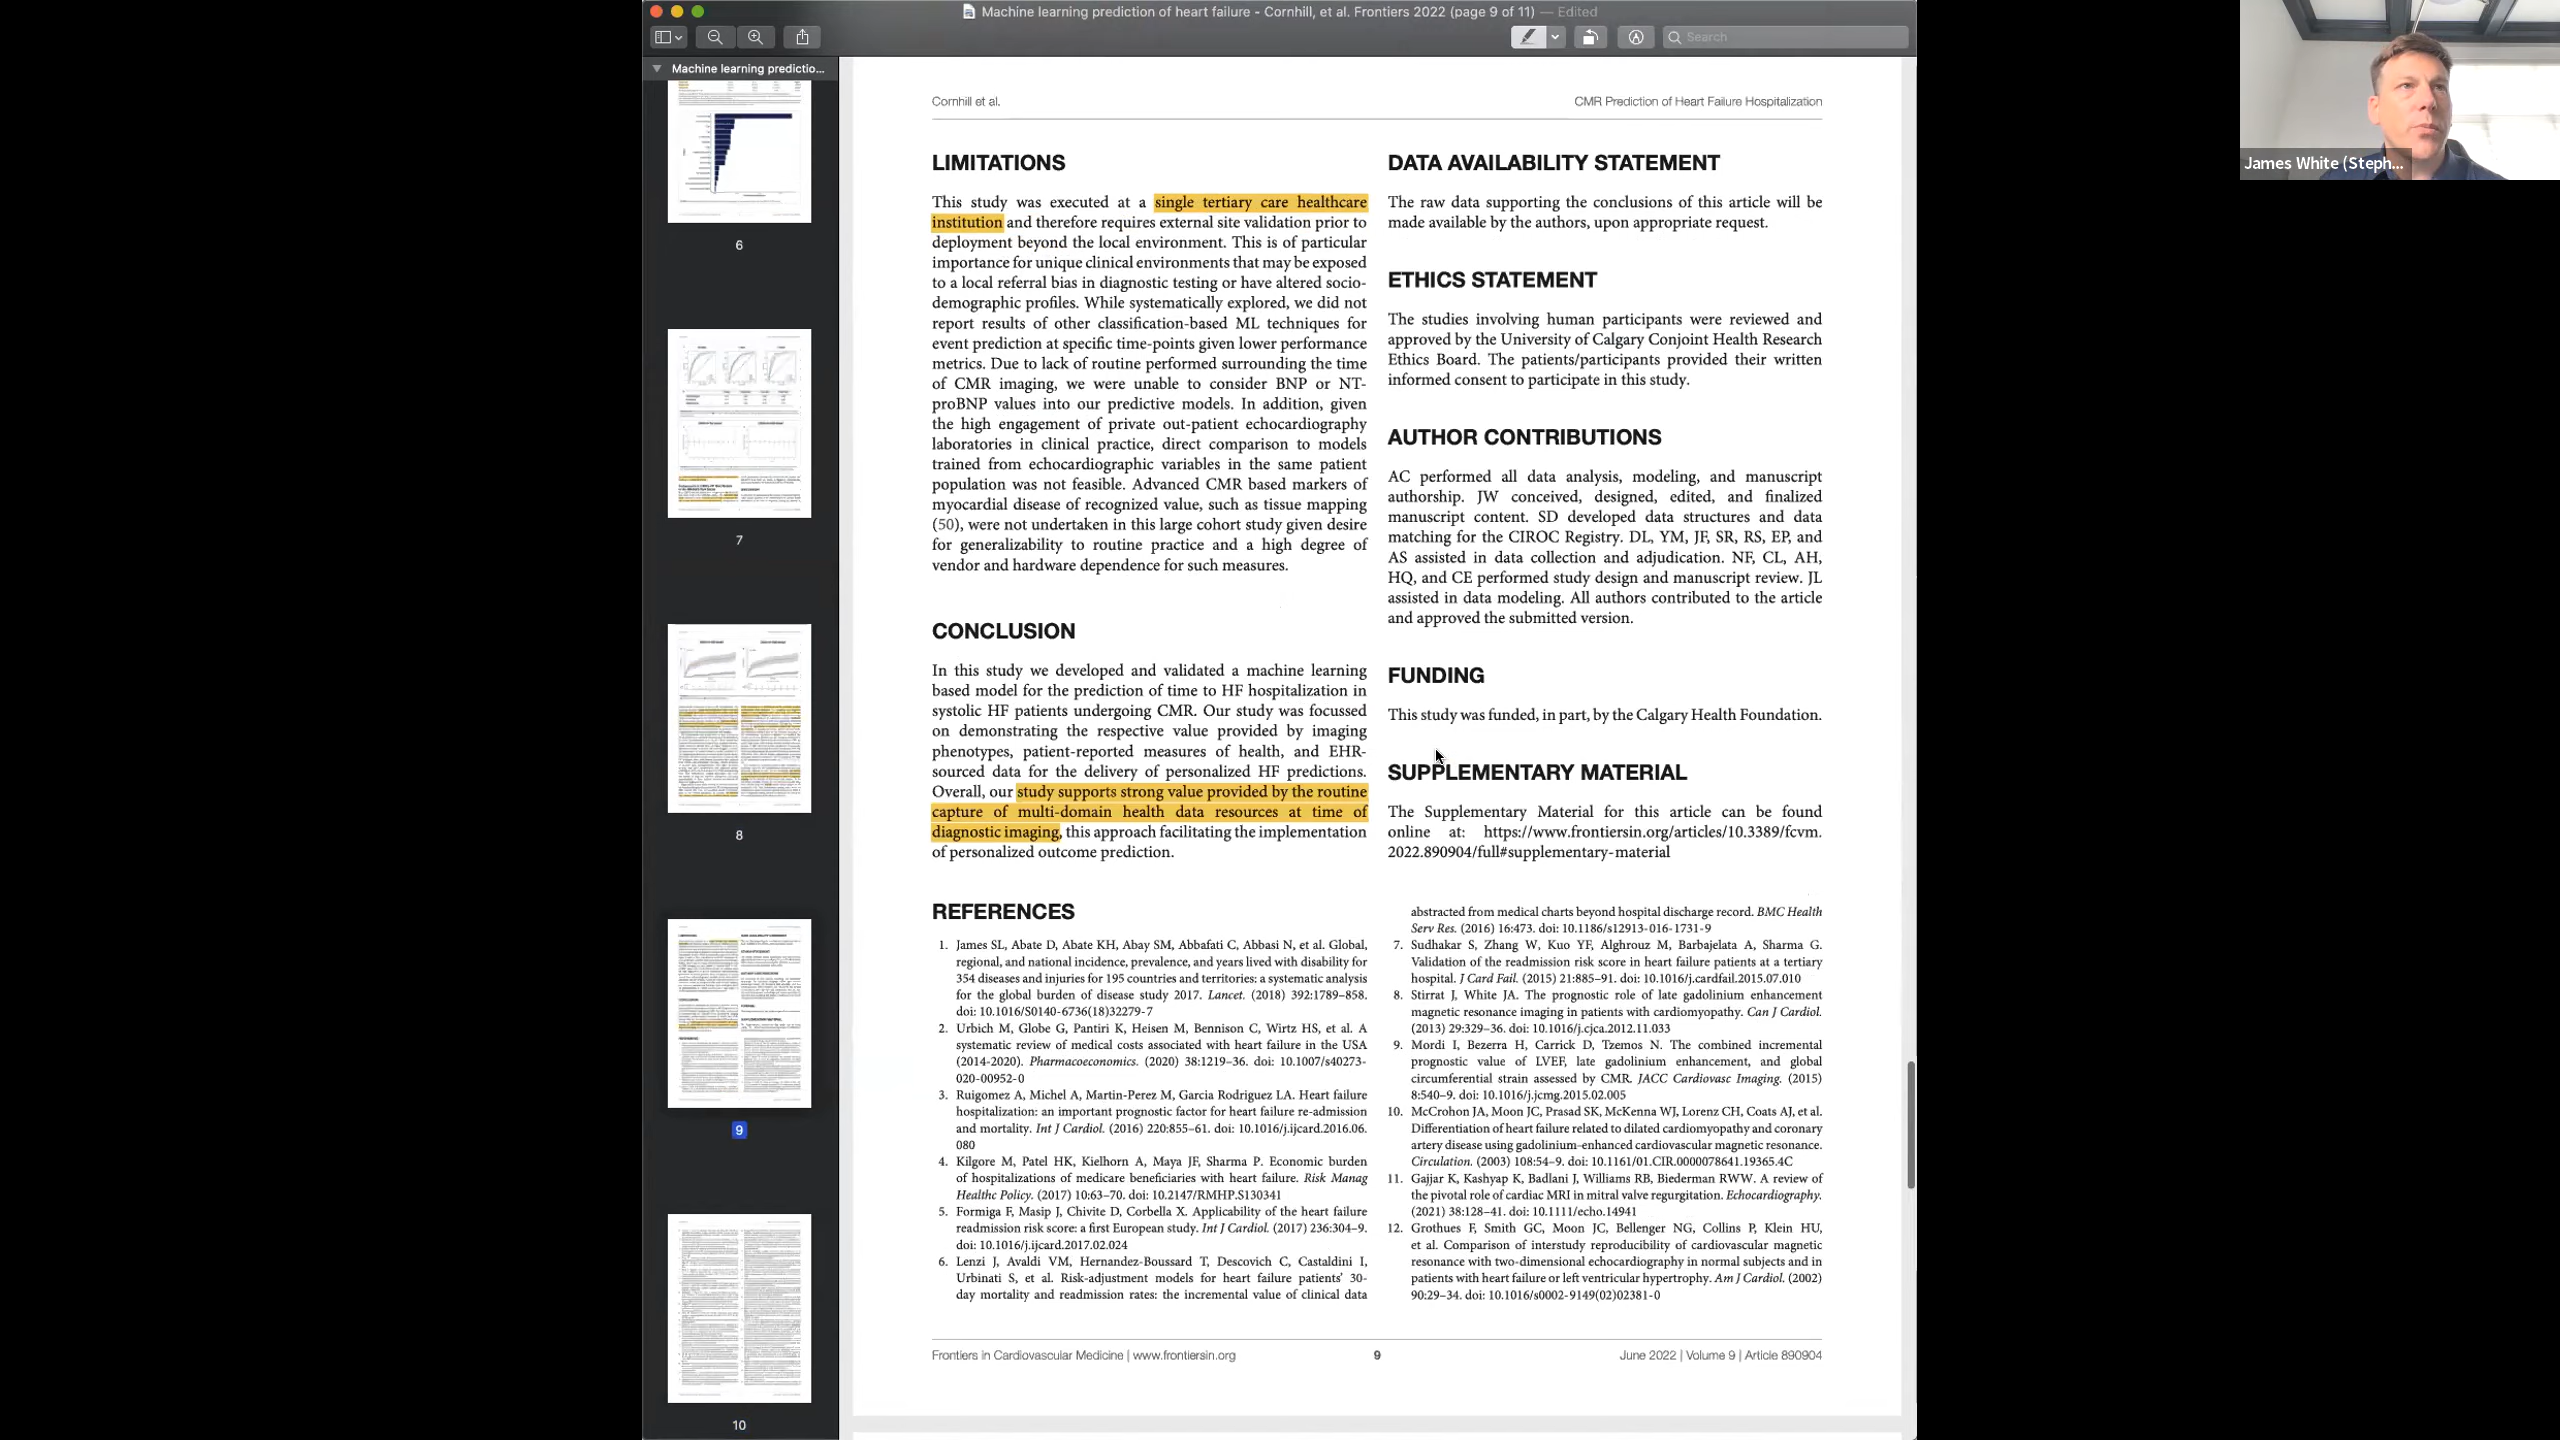 Machine learning prediction of heart failure - Cornhill, et al. Frontiers 2022 (page 9 of 11) — Edited
Search
Machine learning predictio...
6
7
8
9
10
Cornhill et al.
CMR Prediction of Heart Failure Hospitalization
LIMITATIONS
This study was executed at a single tertiary care healthcare
institution and therefore requires external site validation prior to
deployment beyond the local environment. This is of particular
importance for unique clinical environments that may be exposed
to a local referral bias in diagnostic testing or have altered socio-
demographic profiles. While systematically explored, we did not
report results of other classification-based ML techniques for
event prediction at specific time-points given lower performance
metrics. Due to lack of routine performed surrounding the time
of CMR imaging, we were unable to consider BNP or NT-
proBNP values into our predictive models. In addition, given
the high engagement of private out-patient echocardiography
laboratories in clinical practice, direct comparison to models
trained from echocardiographic variables in the same patient
population was not feasible. Advanced CMR based markers of
myocardial disease of recognized value, such as tissue mapping
(50), were not undertaken in this large cohort study given desire
for generalizability to routine practice and a high degree of
vendor and hardware dependence for such measures.
CONCLUSION
In this study we developed and validated a machine learning
based model for the prediction of time to HF hospitalization in
systolic HF patients undergoing CMR. Our study was focussed
on demonstrating the respective value provided by imaging
phenotypes, patient-reported measures of health, and EHR-
sourced data for the delivery of personalized HF predictions.
Overall, our study supports strong value provided by the routine
capture of multi-domain health data resources at time of
diagnostic imaging, this approach facilitating the implementation
of personalized outcome prediction.
DATA AVAILABILITY STATEMENT
The raw data supporting the conclusions of this article will be
made available by the authors, upon appropriate request.
ETHICS STATEMENT
The studies involving human participants were reviewed and
approved by the University of Calgary Conjoint Health Research
Ethics Board. The patients/participants provided their written
informed consent to participate in this study.
AUTHOR CONTRIBUTIONS
AC performed all data analysis, modeling, and manuscript
authorship. JW conceived, designed, edited, and finalized
manuscript content. SD developed data structures and data
matching for the CIROC Registry. DL, YM, JF, SR, RS, EP, and
AS assisted in data collection and adjudication. NF, CL, AH,
HQ, and CE performed study design and manuscript review. JL
assisted in data modeling. All authors contributed to the article
and approved the submitted version.
FUNDING
This study was funded, in part, by the Calgary Health Foundation.
SUPPLEMENTARY MATERIAL
The Supplementary Material for this article can be found
online at: https://www.frontiersin.org/articles/10.3389/fcvm.
2022.890904/full#supplementary-material
REFERENCES
1. James SL, Abate D, Abate KH, Abay SM, Abbafati C, Abbasi N, et al. Global,
regional, and national incidence, prevalence, and years lived with disability for
354 diseases and injuries for 195 countries and territories: a systematic analysis
for the global burden of disease study 2017. Lancet. (2018) 392:1789–858.
doi: 10.1016/S0140-6736(18)32279-7
2. Urbich M, Globe G, Pantiri K, Heisen M, Bennison C, Wirtz HS, et al. A
systematic review of medical costs associated with heart failure in the USA
(2014-2020). Pharmacoeconomics. (2020) 38:1219–36. doi: 10.1007/s40273-
020-00952-0
3. Ruigomez A, Michel A, Martin-Perez M, Garcia Rodriguez LA. Heart failure
hospitalization: an important prognostic factor for heart failure re-admission
and mortality. Int J Cardiol. (2016) 220:855–61. doi: 10.1016/j.ijcard.2016.06.
080
4. Kilgore M, Patel HK, Kielhorn A, Maya JF, Sharma P. Economic burden
of hospitalizations of medicare beneficiaries with heart failure. Risk Manag
Healthc Policy. (2017) 10:63–70. doi: 10.2147/RMHP.S130341
5. Formiga F, Masip J, Chivite D, Corbella X. Applicability of the heart failure
readmission risk score: a first European study. Int J Cardiol. (2017) 236:304–9.
doi: 10.1016/j.ijcard.2017.02.024
6. Lenzi J, Avaldi VM, Hernandez-Boussard T, Descovich C, Castaldini I,
Urbinati S, et al. Risk-adjustment models for heart failure patients' 30-
day mortality and readmission rates: the incremental value of clinical data
abstracted from medical charts beyond hospital discharge record. BMC Health
Serv Res. (2016) 16:473. doi: 10.1186/s12913-016-1731-9
7. Sudhakar S, Zhang W, Kuo YF, Alghrouz M, Barbajelata A, Sharma G.
Validation of the readmission risk score in heart failure patients at a tertiary
hospital. J Card Fail. (2015) 21:885–91. doi: 10.1016/j.cardfail.2015.07.010
8. Stirrat J, White JA. The prognostic role of late gadolinium enhancement
magnetic resonance imaging in patients with cardiomyopathy. Can J Cardiol.
(2013) 29:329–36. doi: 10.1016/j.cjca.2012.11.033
9. Mordi I, Bezerra H, Carrick D, Tzemos N. The combined incremental
prognostic value of LVEF, late gadolinium enhancement, and global
circumferential strain assessed by CMR. JACC Cardiovasc Imaging. (2015)
8:540–9. doi: 10.1016/j.jcmg.2015.02.005
10. McCrohon JA, Moon JC, Prasad SK, McKenna WJ, Lorenz CH, Coats AJ, et al.
Differentiation of heart failure related to dilated cardiomyopathy and coronary
artery disease using gadolinium-enhanced cardiovascular magnetic resonance.
Circulation. (2003) 108:54–9. doi: 10.1161/01.CIR.0000078641.19365.4C
11. Gajjar K, Kashyap K, Badlani J, Williams RB, Biederman RWW. A review of
the pivotal role of cardiac MRI in mitral valve regurgitation. Echocardiography.
(2021) 38:128–41. doi: 10.1111/echo.14941
12. Grothues F, Smith GC, Moon JC, Bellenger NG, Collins P, Klein HU,
et al. Comparison of interstudy reproducibility of cardiovascular magnetic
resonance with two-dimensional echocardiography in normal subjects and in
patients with heart failure or left ventricular hypertrophy. Am J Cardiol. (2002)
90:29–34. doi: 10.1016/s0002-9149(02)02381-0
Frontiers in Cardiovascular Medicine | www.frontiersin.org
9
June 2022 | Volume 9 | Article 890904
James White (Steph...